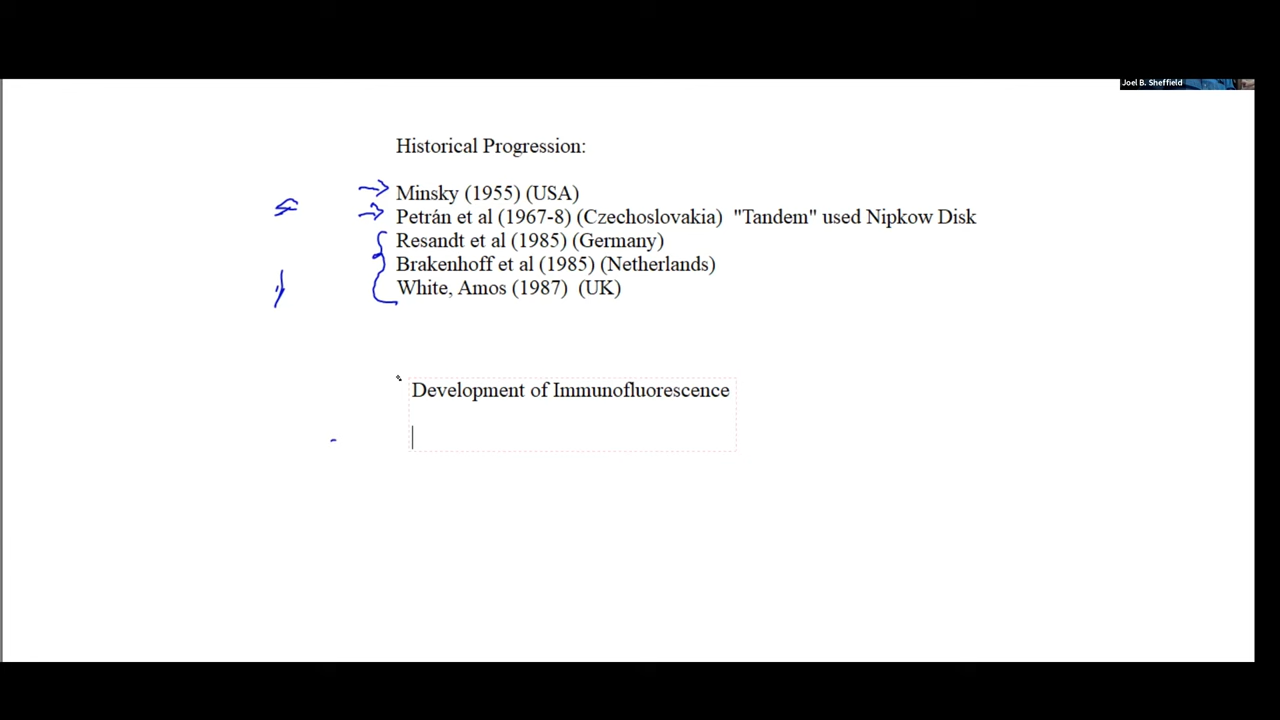 Joel B. Sheffield
Historical Progression:
Minsky (1955) (USA)
Petrán et al (1967-8) (Czechoslovakia) "Tandem" used Nipkow Disk
Resandt et al (1985) (Germany)
Brakenhoff et al (1985) (Netherlands)
White, Amos (1987) (UK)
Development of Immunofluorescence